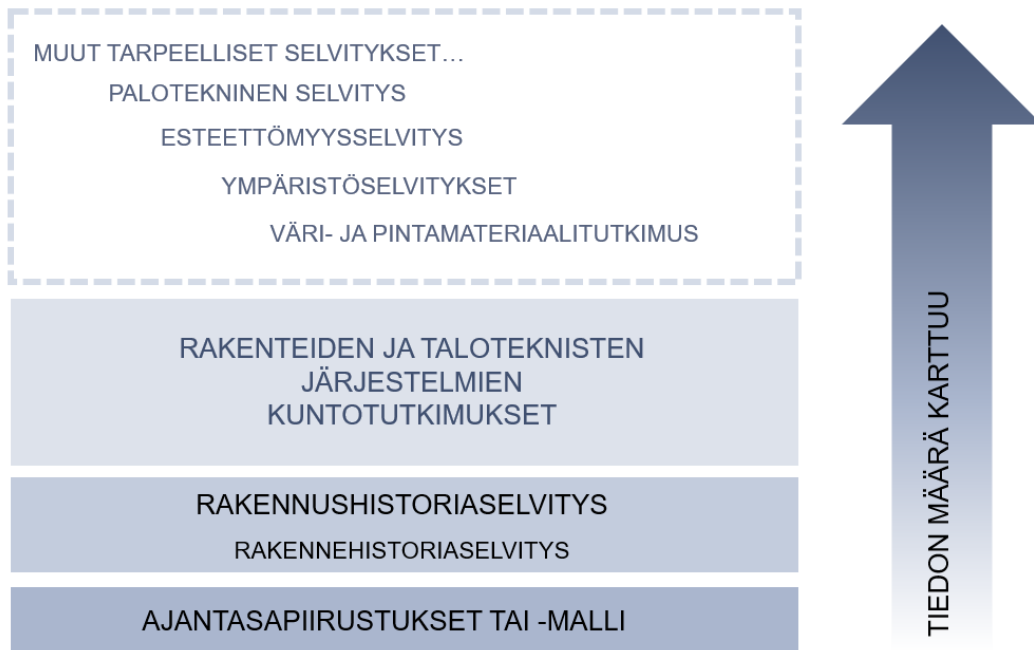 MUUT TARPEELLISET SELVITYKSET…
PALOTEKNINEN SELVITYS
ESTEETTÖMYYSSELVITYS
YMPÄRISTÖSELVITYKSET
VÄRI- JA PINTAMATERIAALITUTKIMUS
RAKENTEIDEN JA TALOTEKNISTEN
JÄRJESTELMIEN
KUNTOTUTKIMUKSET
RAKENNUSHISTORIASELVITYS
RAKENNEHISTORIASELVITYS
AJANTASAPIIRUSTUKSET TAI -MALLI
TIEDON MÄÄRÄ KARTTUU